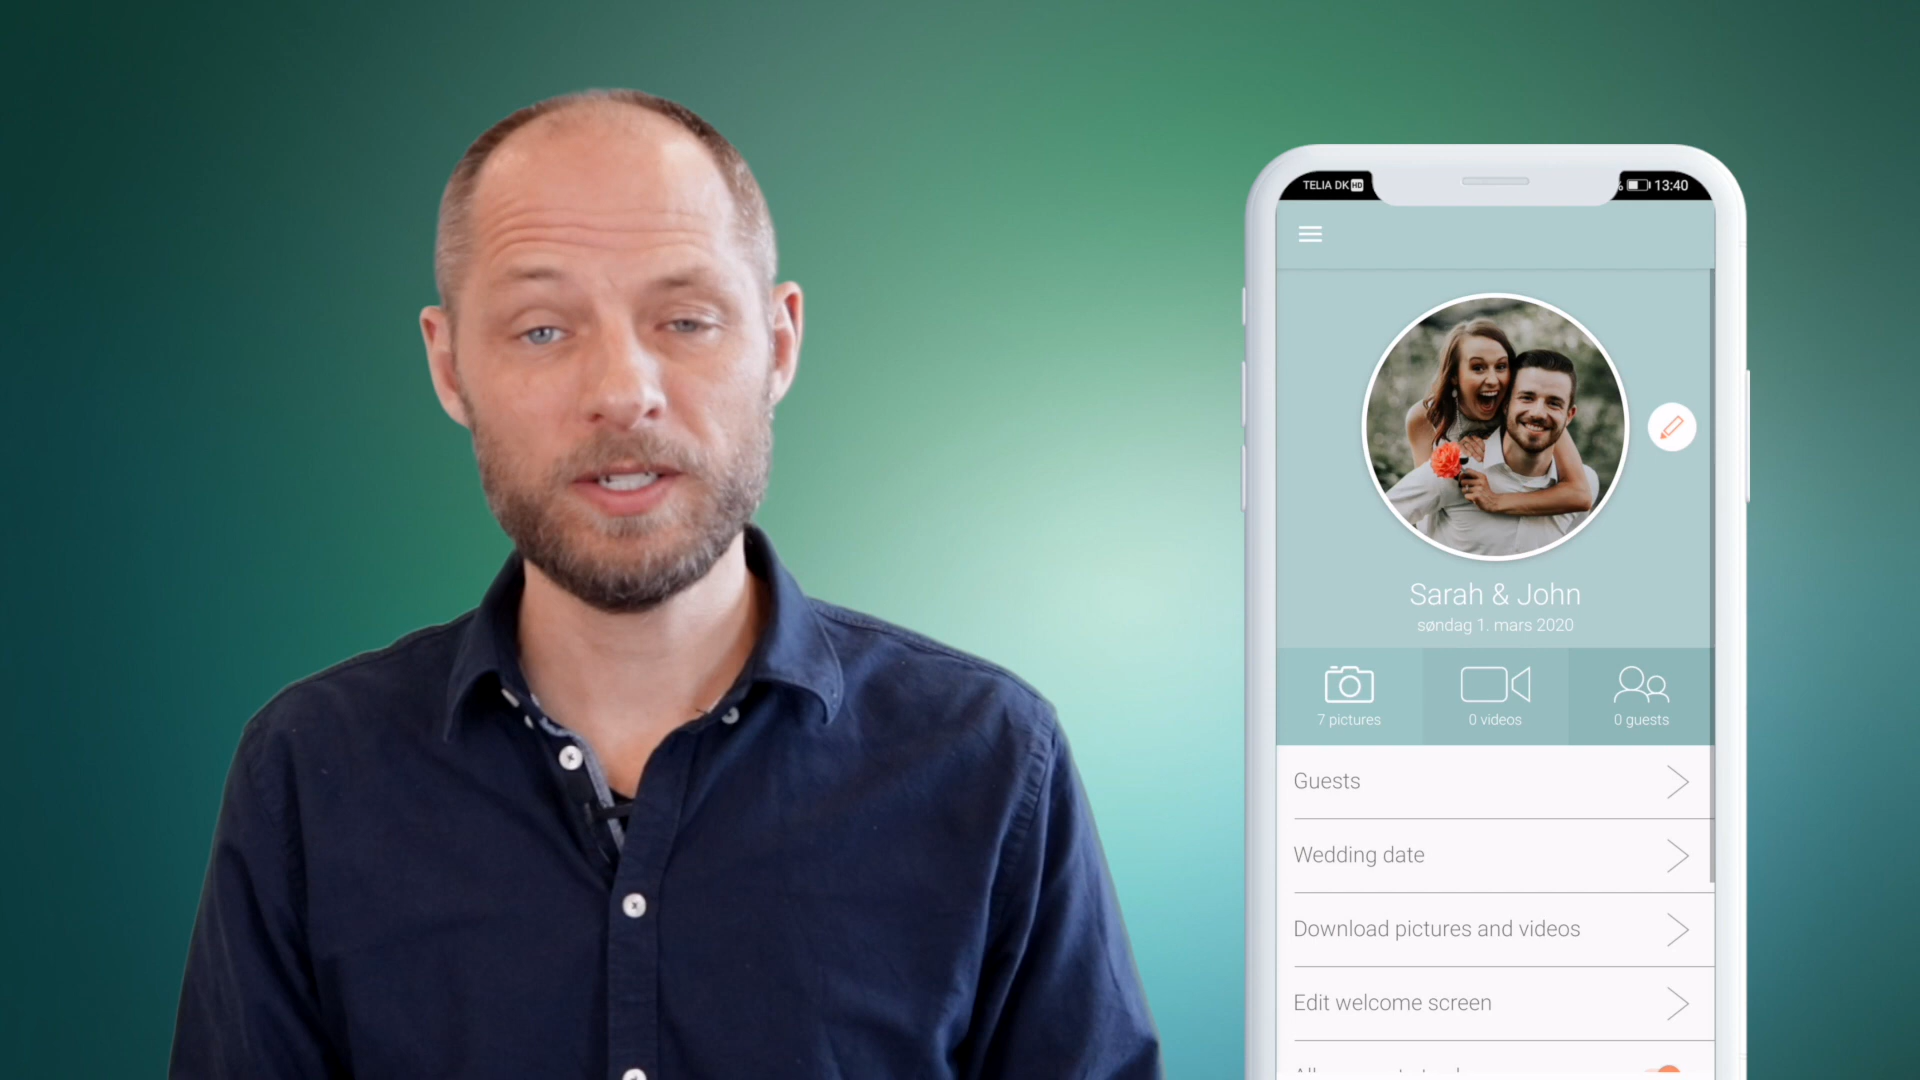 TELIA DK HD
13:40
Sarah & John
søndag 1. mars 2020
7 pictures
0 videos
0 guests
Guests
Wedding date
Download pictures and videos
Edit welcome screen